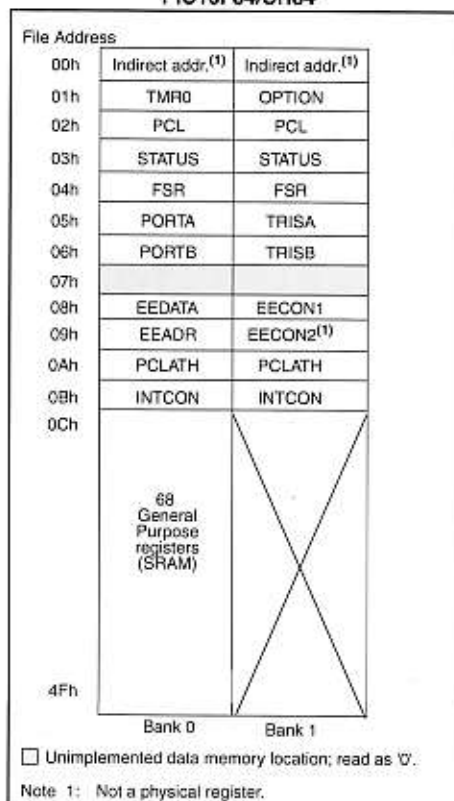 File Address
00h Indirect addr.(1) Indirect addr.(1)
01h TMR0 OPTION
02h PCL PCL
03h STATUS STATUS
04h FSR FSR
05h PORTA TRISA
06h PORTB TRISB
07h
08h EEDATA EECON1
09h EEADR EECON2(1)
0Ah PCLATH PCLATH
0Bh INTCON INTCON
0Ch
68
General
Purpose
registers
(SRAM)
4Fh
Bank 0 Bank 1
Unimplemented data memory location; read as '0'.
Note 1: Not a physical register.